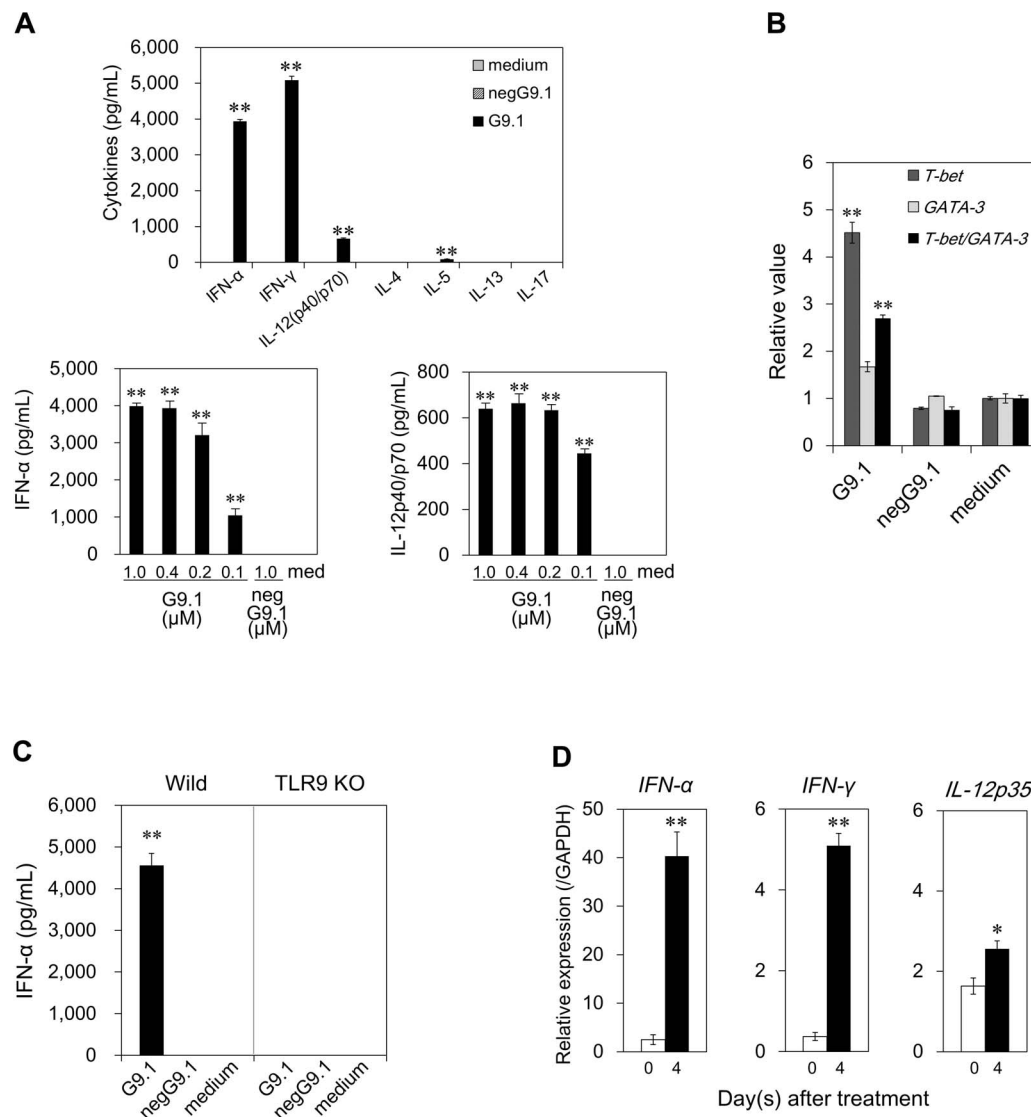 A
Cytokines (pg/mL)
6,000
5,000
4,000
3,000
2,000
1,000
0
** ** ** **
medium
negG9.1
G9.1
IFN-α IFN-γ IL-12(p40/p70) IL-4 IL-5 IL-13 IL-17
IFN-α (pg/mL)
5,000
4,000
3,000
2,000
1,000
0
** ** ** **
1.0 0.4 0.2 0.1 1.0 med
G9.1
(μM)
neg
G9.1
(μM)
IL-12p40/p70 (pg/mL)
800
600
400
200
0
** ** ** **
1.0 0.4 0.2 0.1 1.0 med
G9.1
(μM)
neg
G9.1
(μM)
B
Relative value
6
5
4
3
2
1
0
** **
T-bet
GATA-3
T-bet/GATA-3
G9.1 negG9.1 medium
C
Wild TLR9 KO
IFN-α (pg/mL)
6,000
5,000
4,000
3,000
2,000
1,000
0
**
G9.1 negG9.1 medium G9.1 negG9.1 medium
D
Relative expression (/GAPDH)
IFN-α
50
40
30
20
10
0
**
0 4
IFN-γ
6
4
2
0
**
0 4
IL-12p35
6
4
2
0
*
0 4
Day(s) after treatment